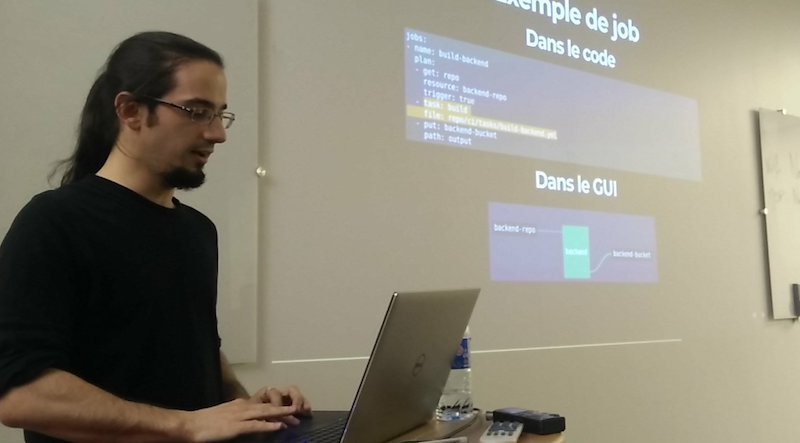 Exemple de job
Dans le code
jobs:
- name: build-backend
plan:
- get: repo
resource: backend-repo
trigger: true
- task: build
file: repo/ci/tasks/build-backend.yml
- put: backend-bucket
path: output
Dans le GUI
backend-repo
backend
backend-bucket
DELL